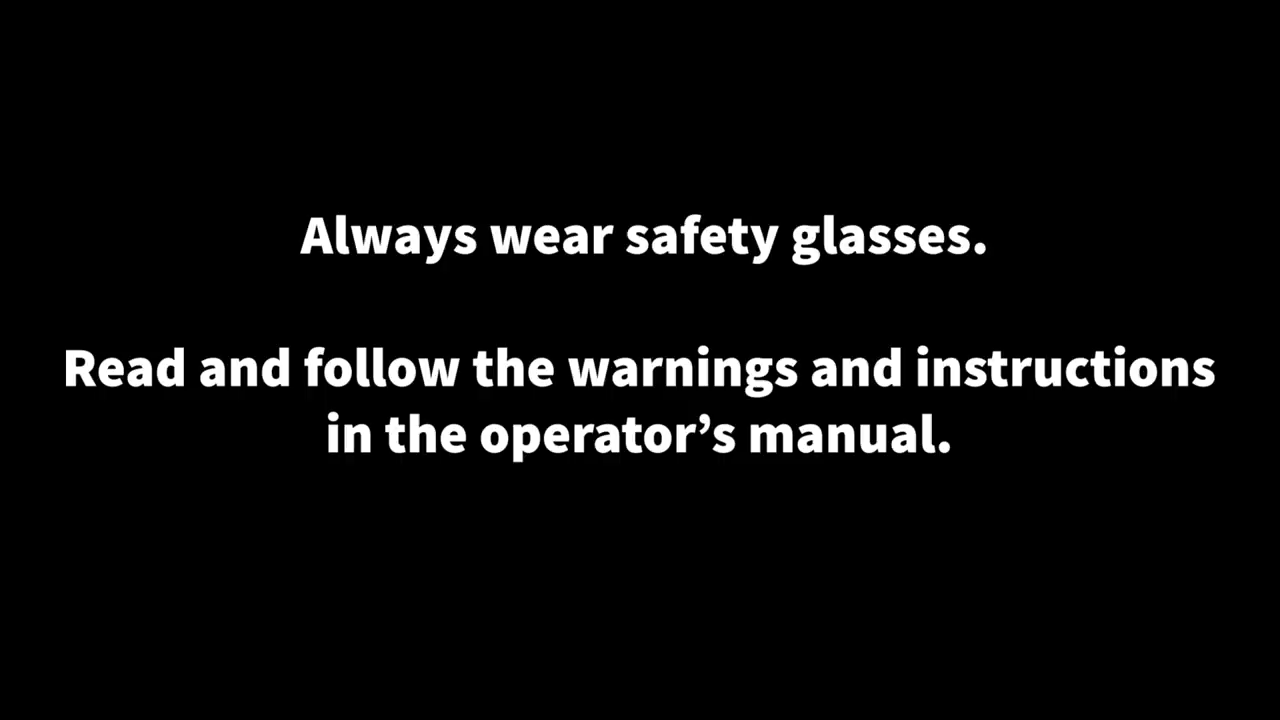 Always wear safety glasses.
Read and follow the warnings and instructions
in the operator’s manual.